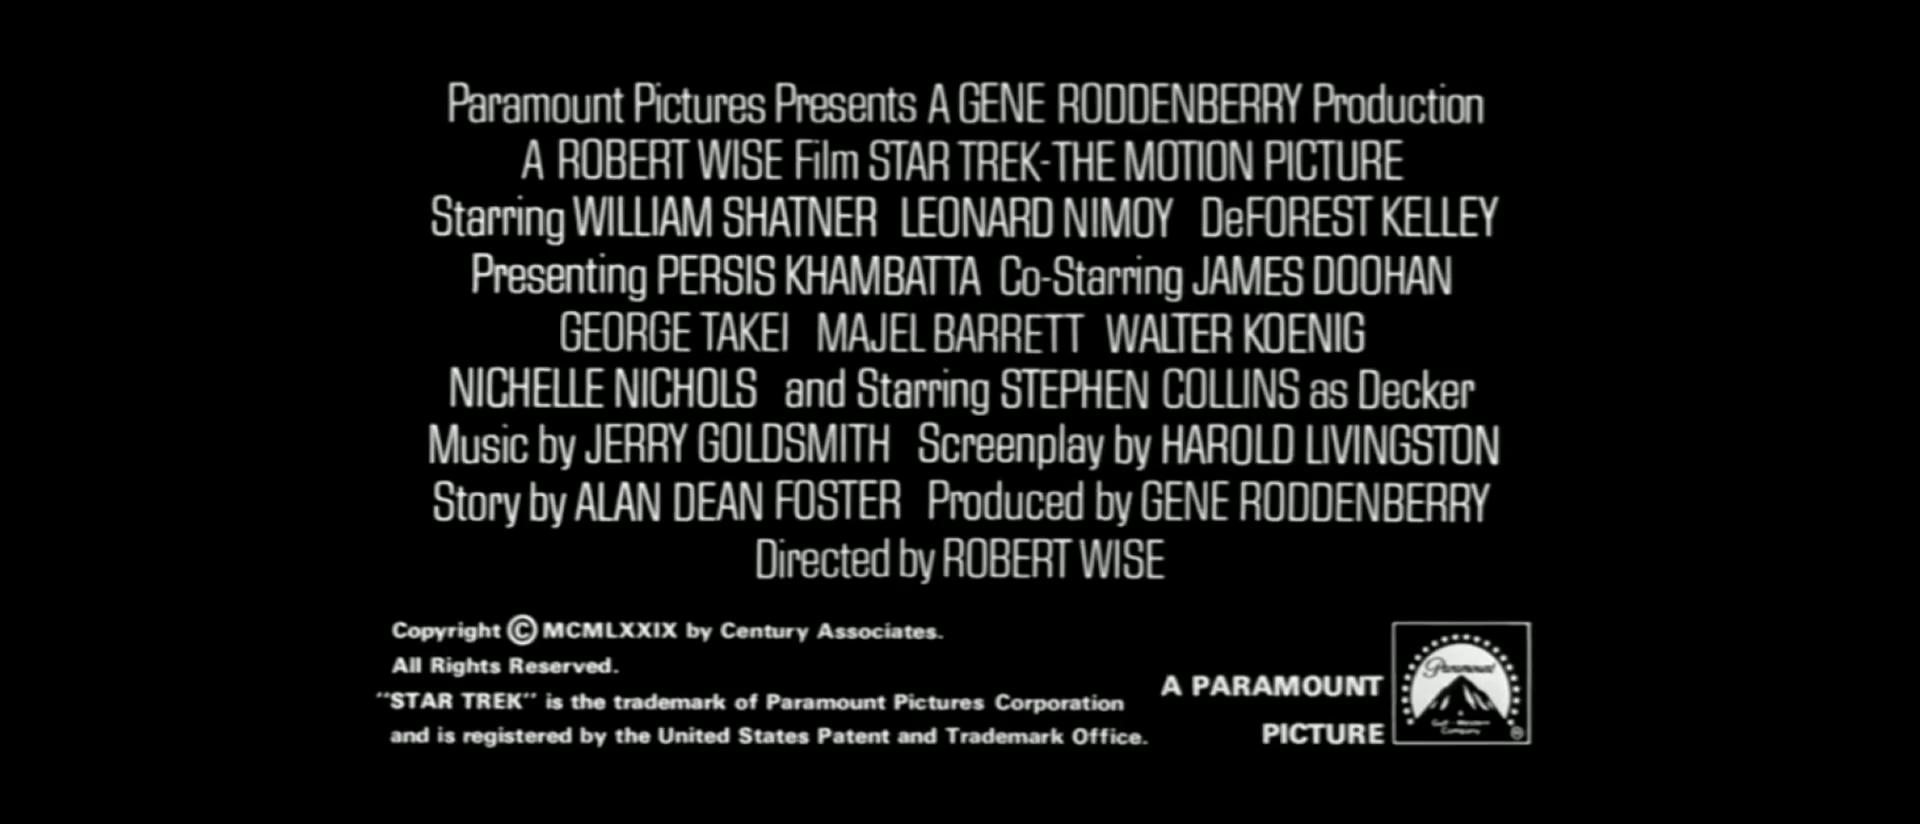 Paramount Pictures Presents A GENE RODDENBERRY Production
A ROBERT WISE Film STAR TREK-THE MOTION PICTURE
Starring WILLIAM SHATNER LEONARD NIMOY DeFOREST KELLEY
Presenting PERSIS KHAMBATTA Co-Starring JAMES DOOHAN
GEORGE TAKEI MAJEL BARRETT WALTER KOENIG
NICHELLE NICHOLS and Starring STEPHEN COLLINS as Decker
Music by JERRY GOLDSMITH Screenplay by HAROLD LIVINGSTON
Story by ALAN DEAN FOSTER Produced by GENE RODDENBERRY
Directed by ROBERT WISE
Copyright © MCMLXXIX by Century Associates.
All Rights Reserved.
"STAR TREK" is the trademark of Paramount Pictures Corporation
and is registered by the United States Patent and Trademark Office.
A PARAMOUNT
PICTURE
Paramount
Company
®